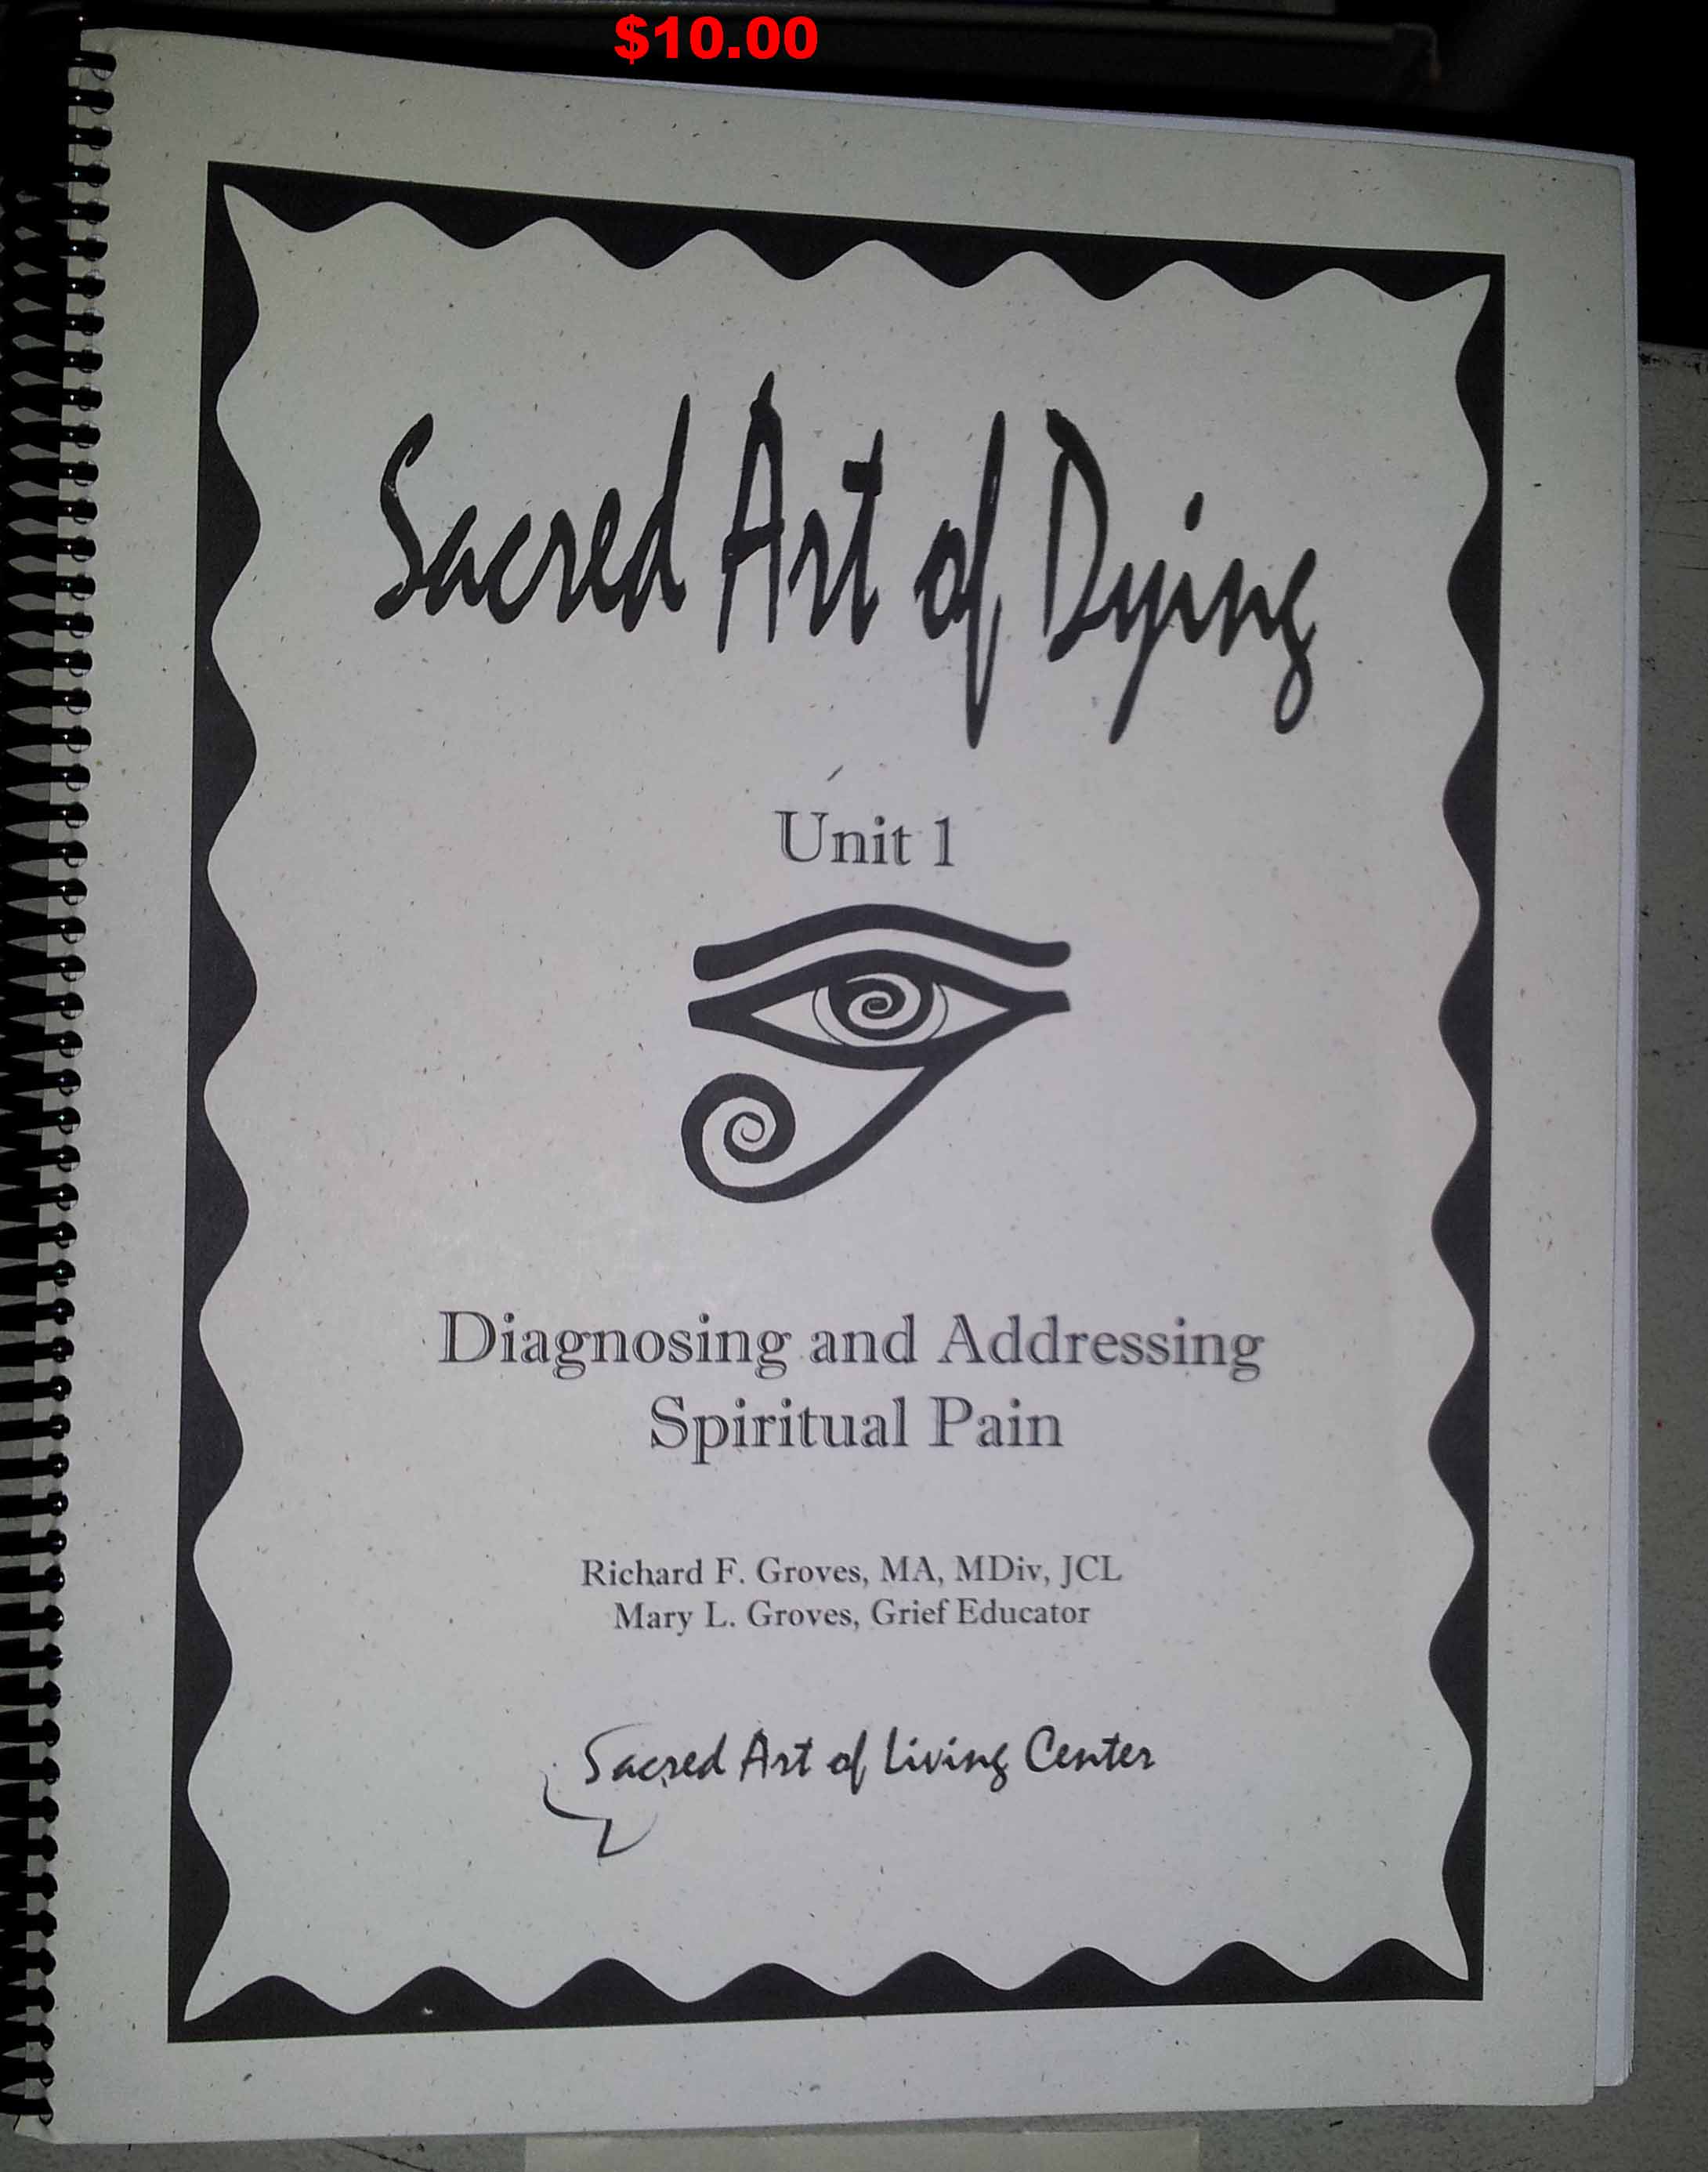 $10.00
Sacred Art of Dying
Unit 1
Diagnosing and Addressing
Spiritual Pain
Richard F. Groves, MA, MDiv, JCL
Mary L. Groves, Grief Educator
Sacred Art of Living Center